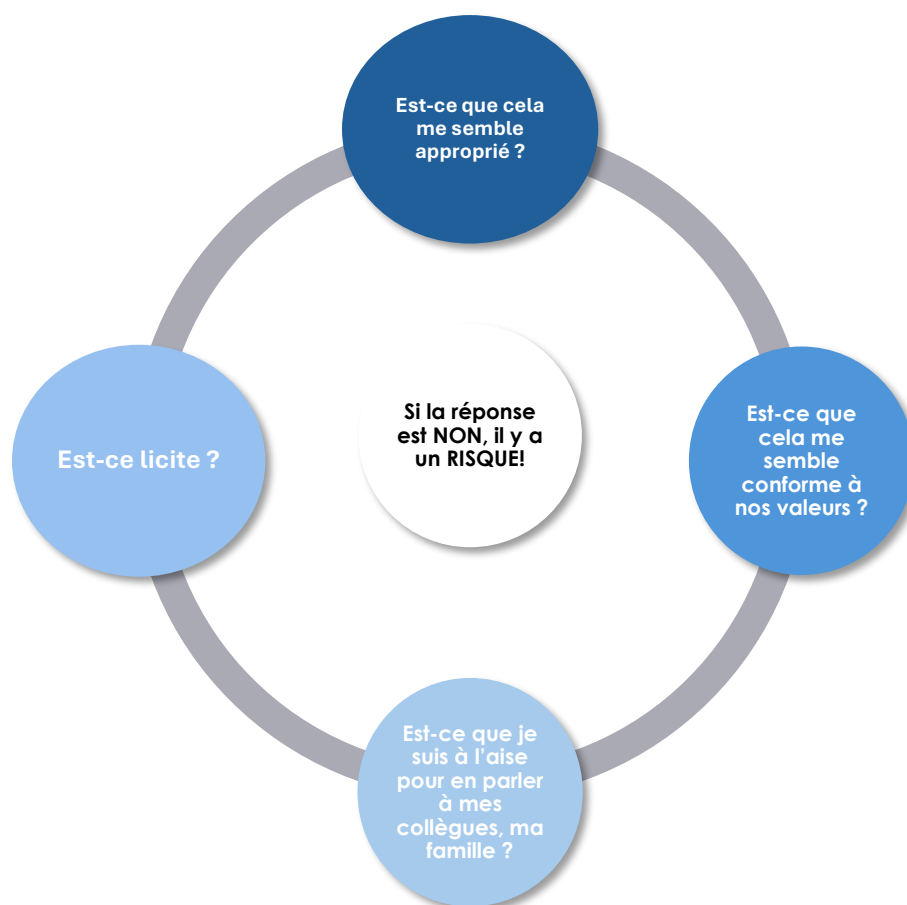 Est-ce que cela
me semble
approprié ?
Si la réponse
est NON, il y a
un RISQUE!
Est-ce que
cela me
semble
conforme à
nos valeurs ?
Est-ce licite ?
Est-ce que je
suis à l’aise
pour en parler
à mes
collègues, ma
famille ?